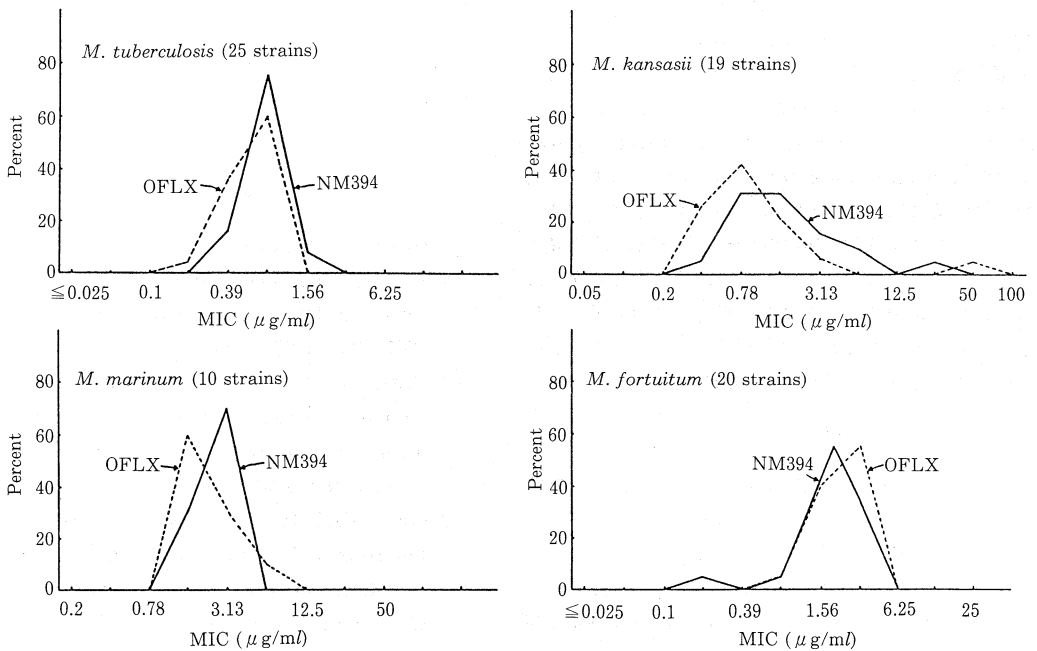 M. tuberculosis (25 strains)
80
60
40
20
0
Percent
OFLX
NM394
≦0.025 0.1 0.39 1.56 6.25
MIC (μg/ml)
M. kansasii (19 strains)
80
60
40
20
0
Percent
OFLX
NM394
0.05 0.2 0.78 3.13 12.5 50 100
MIC (μg/ml)
M. marinum (10 strains)
80
60
40
20
0
Percent
OFLX
NM394
0.2 0.78 3.13 12.5 50
MIC (μg/ml)
M. fortuitum (20 strains)
80
60
40
20
0
Percent
NM394
OFLX
≦0.025 0.1 0.39 1.56 6.25 25
MIC (μg/ml)